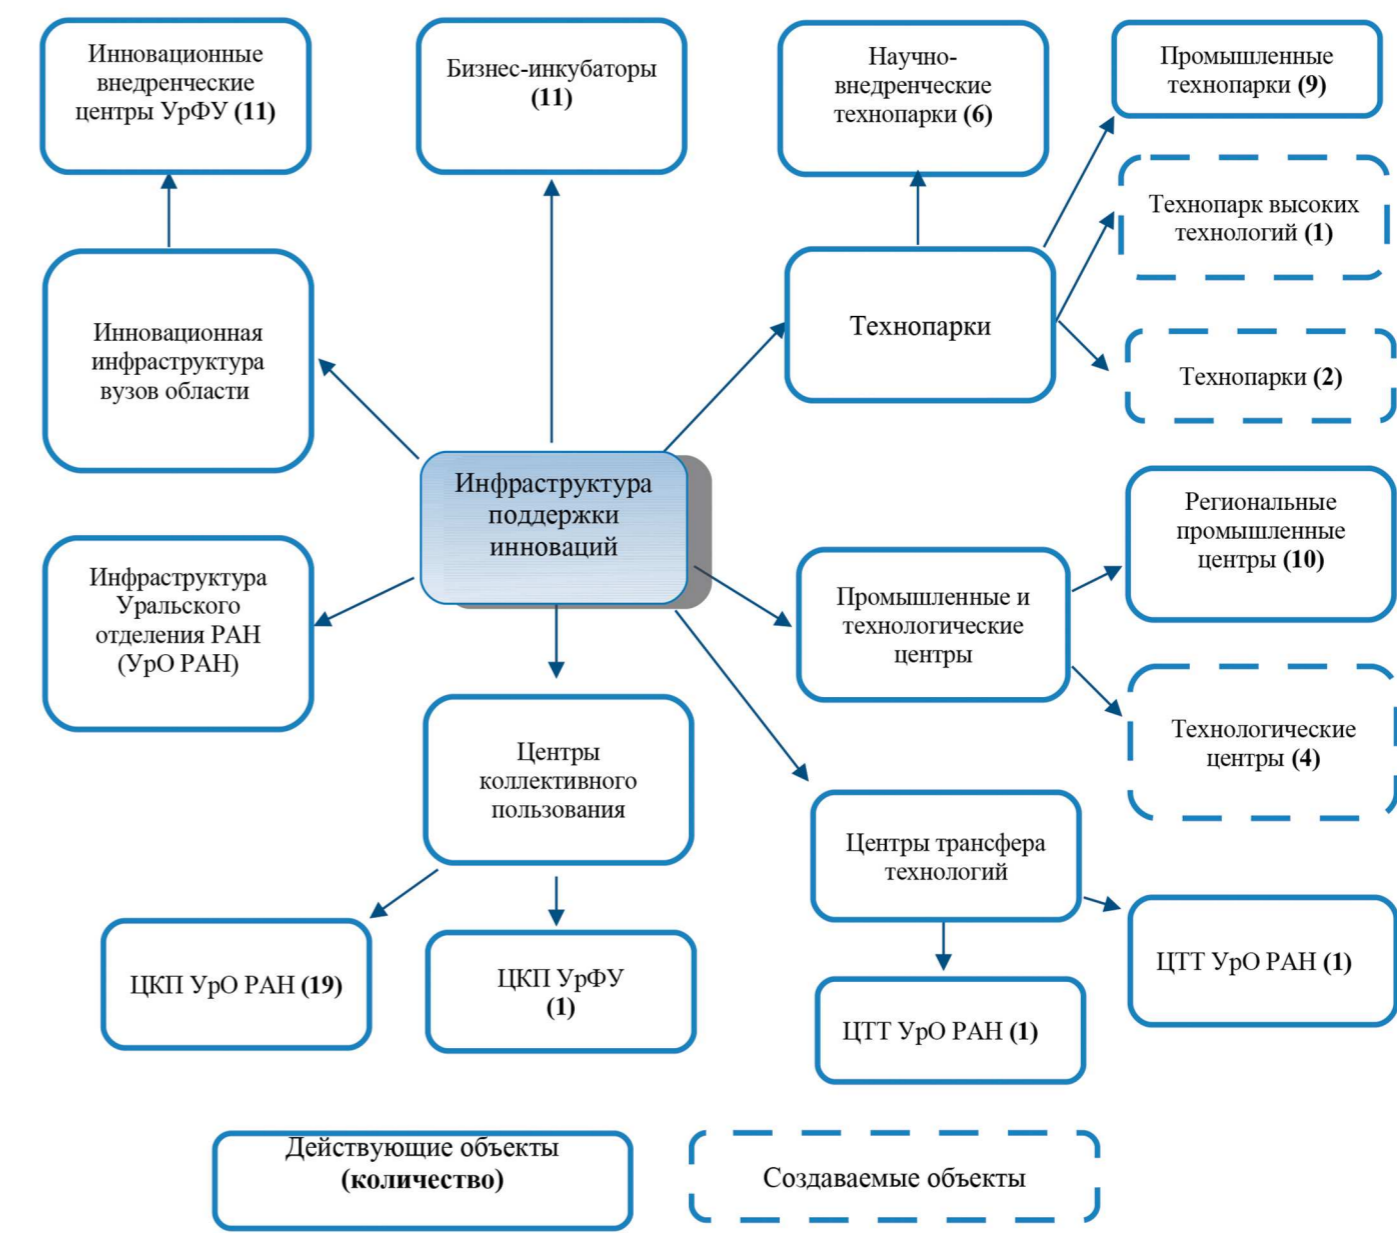 Инновационные
внедренческие
центры УрФУ (11)
Бизнес-инкубаторы
(11)
Научно-
внедренческие
технопарки (6)
Промышленные
технопарки (9)
Технопарк высоких
технологий (1)
Инновационная
инфраструктура
вузов области
Технопарки
Технопарки (2)
Инфраструктура
поддержки
инноваций
Региональные
промышленные
центры (10)
Инфраструктура
Уральского
отделения РАН
(УрО РАН)
Промышленные и
технологические
центры
Технологические
центры (4)
Центры
коллективного
пользования
Центры трансфера
технологий
ЦКП УрО РАН (19)
ЦКП УрФУ
(1)
ЦТТ УрО РАН (1)
ЦТТ УрО РАН (1)
Действующие объекты
(количество)
Создаваемые объекты